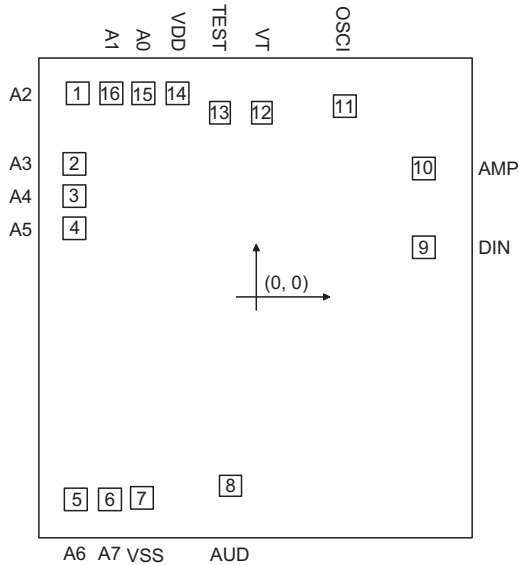 A1 A0 VDD TEST VT OSCI
A2 1 16 15 14 13 12 11
A3 2 10 AMP
A4 3
A5 4 9 DIN
(0, 0)
5 6 7 8
A6 A7 VSS AUD